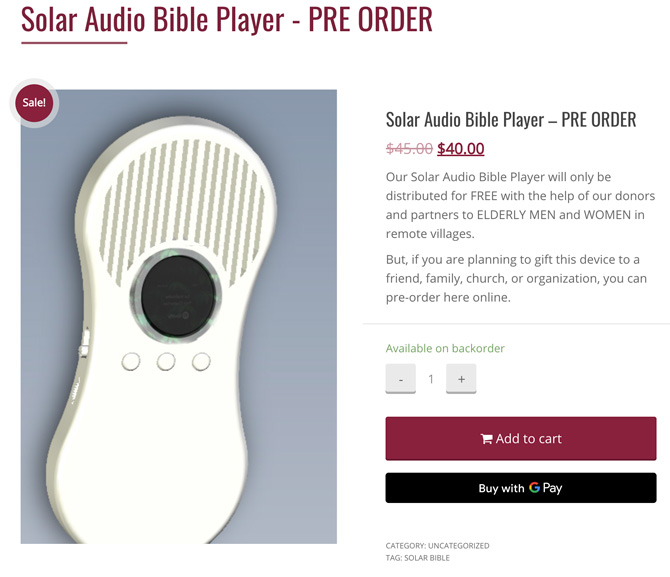 Solar Audio Bible Player - PRE ORDER
Sale!
Solar Audio Bible Player – PRE ORDER
$45.00 $40.00
Our Solar Audio Bible Player will only be
distributed for FREE with the help of our donors
and partners to ELDERLY MEN and WOMEN in
remote villages.
But, if you are planning to gift this device to a
friend, family, church, or organization, you can
pre-order here online.
Available on backorder
- 1 +
Add to cart
Buy with G Pay
CATEGORY: UNCATEGORIZED
TAG: SOLAR BIBLE